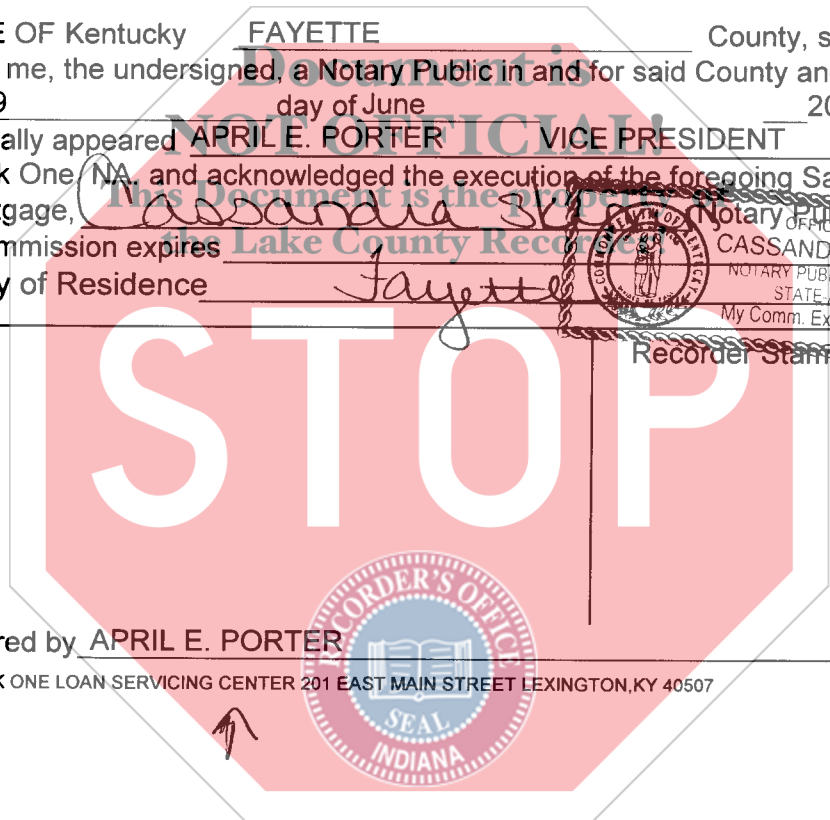 E OF Kentucky FAYETTE County, s
me, the undersigned, a Notary Public in and for said County an
9 day of June 20
ally appeared APRIL E. PORTER VICE PRESIDENT
k One, NA, and acknowledged the execution of the foregoing Sa
tgage, Cassandra Notary Pu
mmission expires
y of Residence Fayette
Document is
NOT OFFICIAL!
This Document is the property of
the Lake County Recorder!
COMMONWEALTH OF KENTUCKY
OFFIC
CASSAND
NOTARY PUB
STATE
My Comm. Ex
Recorder Stam
STOP
red by APRIL E. PORTER
K ONE LOAN SERVICING CENTER 201 EAST MAIN STREET LEXINGTON,KY 40507
RECORDER'S OFFICE
SEAL
INDIANA